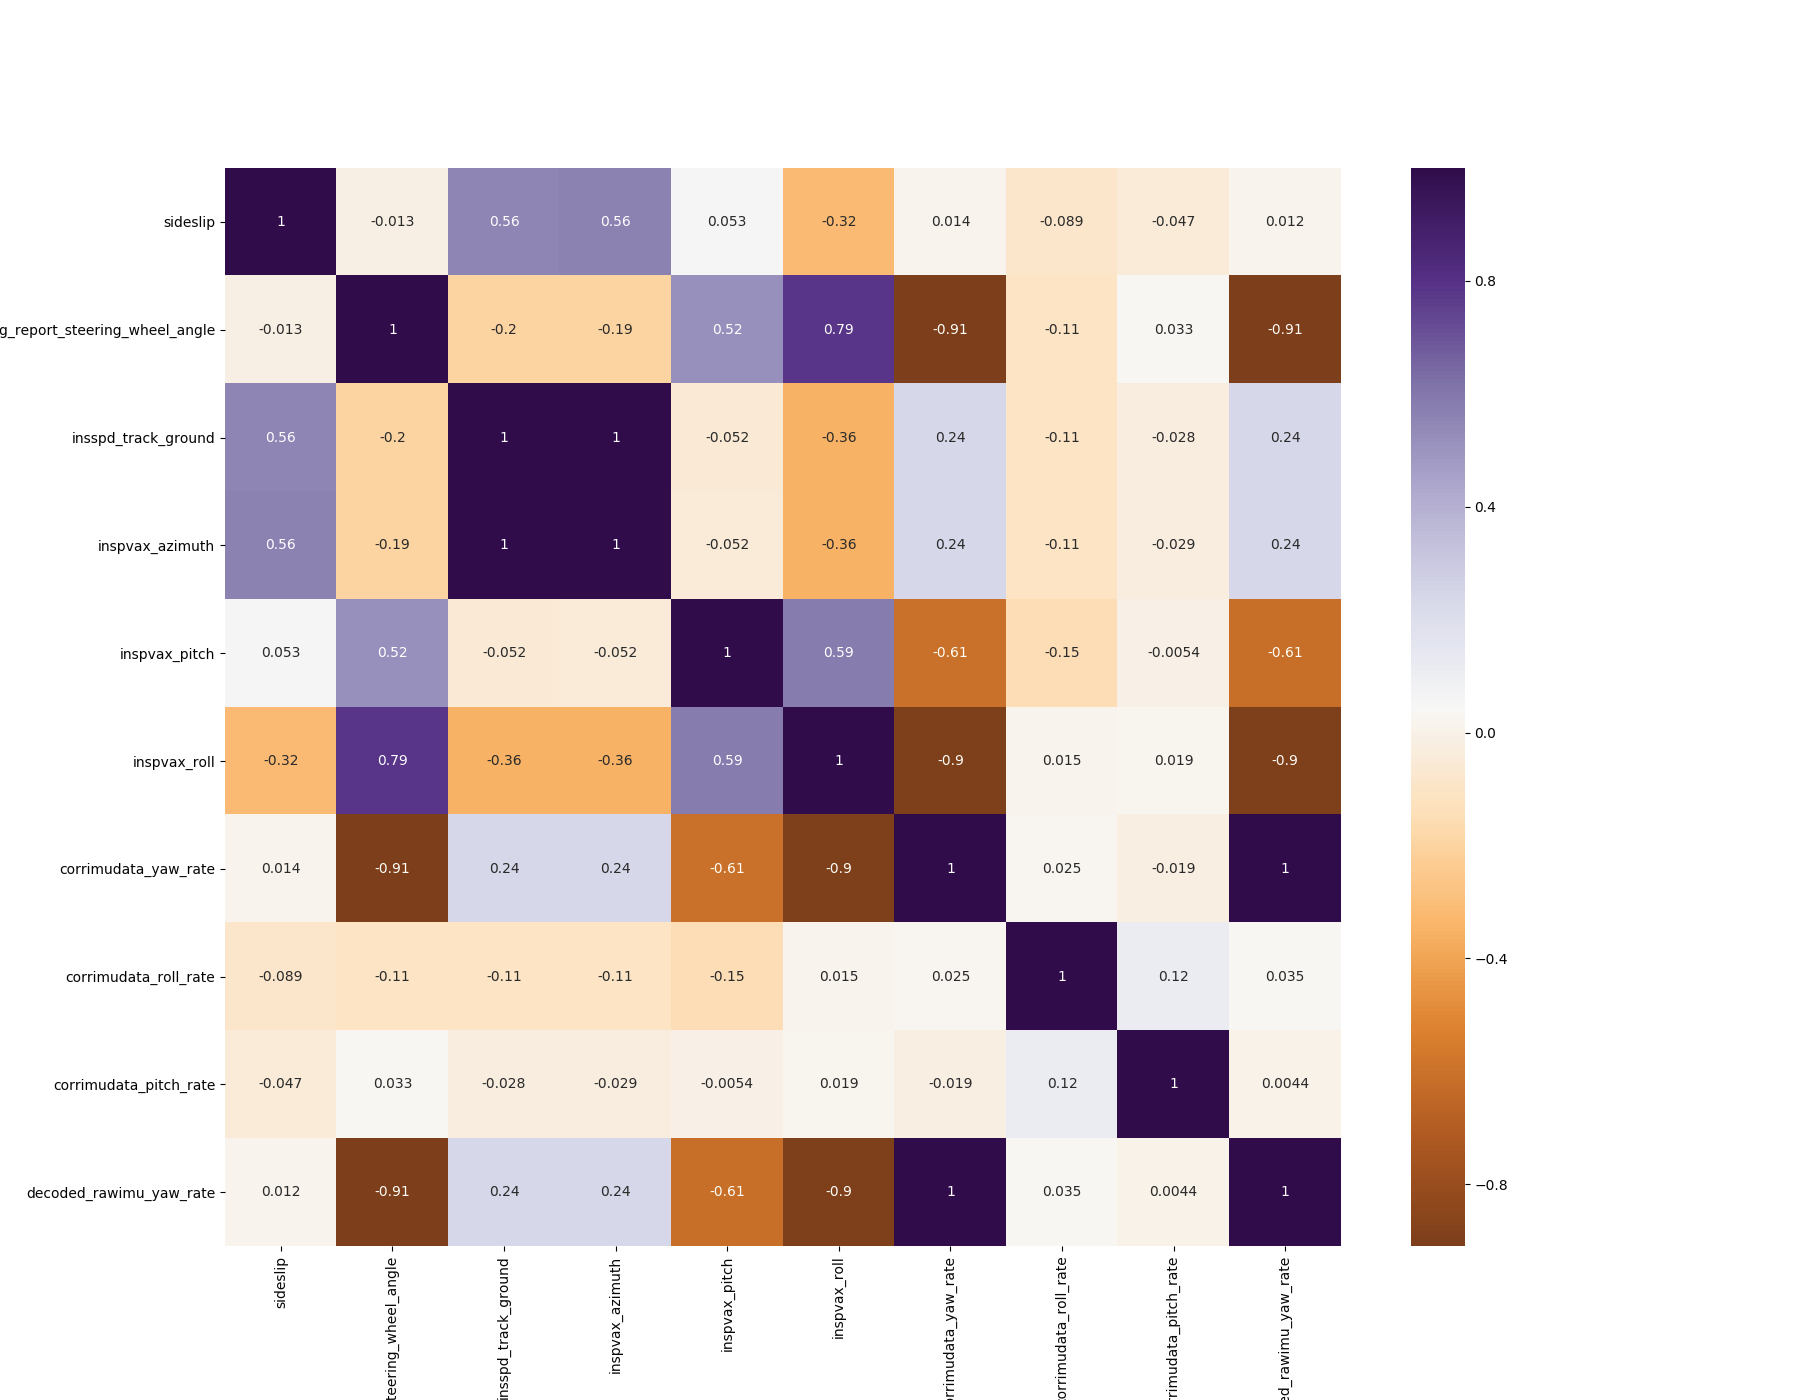 sideslip 1 -0.013 0.56 0.56 0.053 -0.32 0.014 -0.089 -0.047 0.012
g_report_steering_wheel_angle -0.013 1 -0.2 -0.19 0.52 0.79 -0.91 -0.11 0.033 -0.91
insspd_track_ground 0.56 -0.2 1 1 -0.052 -0.36 0.24 -0.11 -0.028 0.24
inspvax_azimuth 0.56 -0.19 1 1 -0.052 -0.36 0.24 -0.11 -0.029 0.24
inspvax_pitch 0.053 0.52 -0.052 -0.052 1 0.59 -0.61 -0.15 -0.0054 -0.61
inspvax_roll -0.32 0.79 -0.36 -0.36 0.59 1 -0.9 0.015 0.019 -0.9
corrimudata_yaw_rate 0.014 -0.91 0.24 0.24 -0.61 -0.9 1 0.025 -0.019 1
corrimudata_roll_rate -0.089 -0.11 -0.11 -0.11 -0.15 0.015 0.025 1 0.12 0.035
corrimudata_pitch_rate -0.047 0.033 -0.028 -0.029 -0.0054 0.019 -0.019 0.12 1 0.0044
decoded_rawimu_yaw_rate 0.012 -0.91 0.24 0.24 -0.61 -0.9 1 0.035 0.0044 1
sideslip
teering_wheel_angle
insspd_track_ground
inspvax_azimuth
inspvax_pitch
inspvax_roll
orrimudata_yaw_rate
orrimudata_roll_rate
rrimudata_pitch_rate
ed_rawimu_yaw_rate
0.8
0.4
0.0
−0.4
−0.8